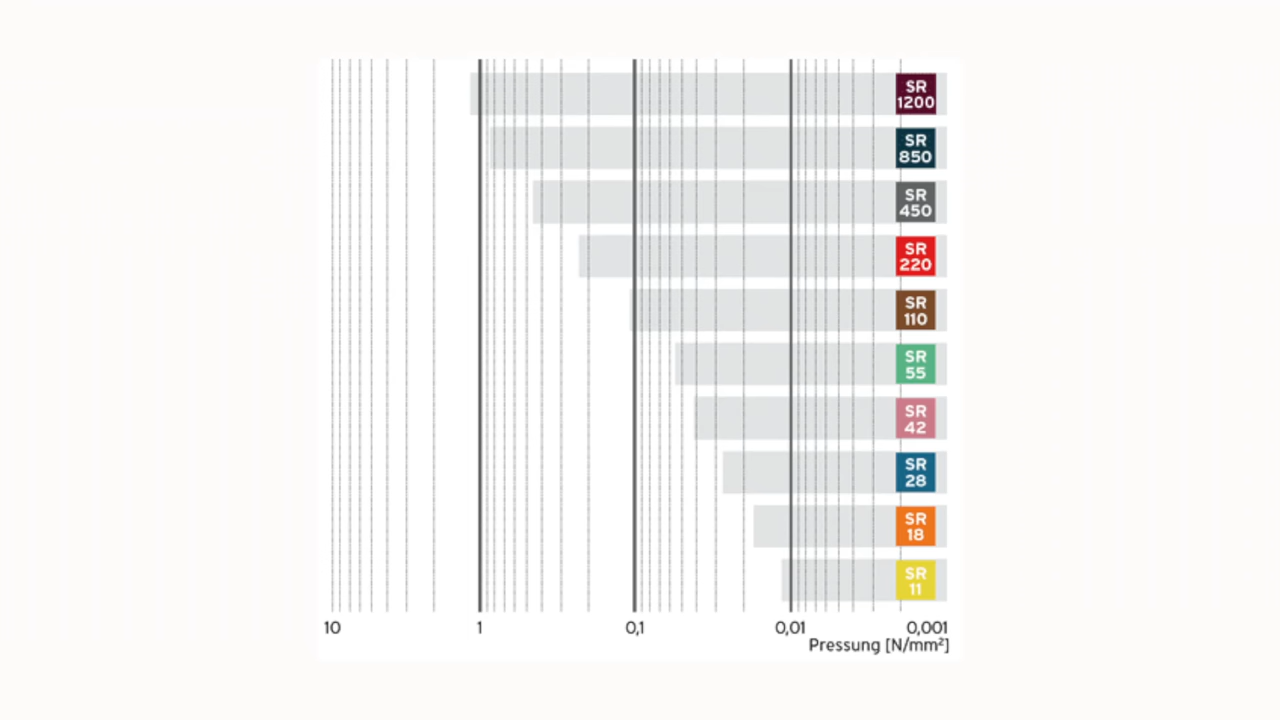 SR
1200
SR
850
SR
450
SR
220
SR
110
SR
55
SR
42
SR
28
SR
18
SR
11
10 1 0,1 0,01 0,001
Pressung [N/mm²]